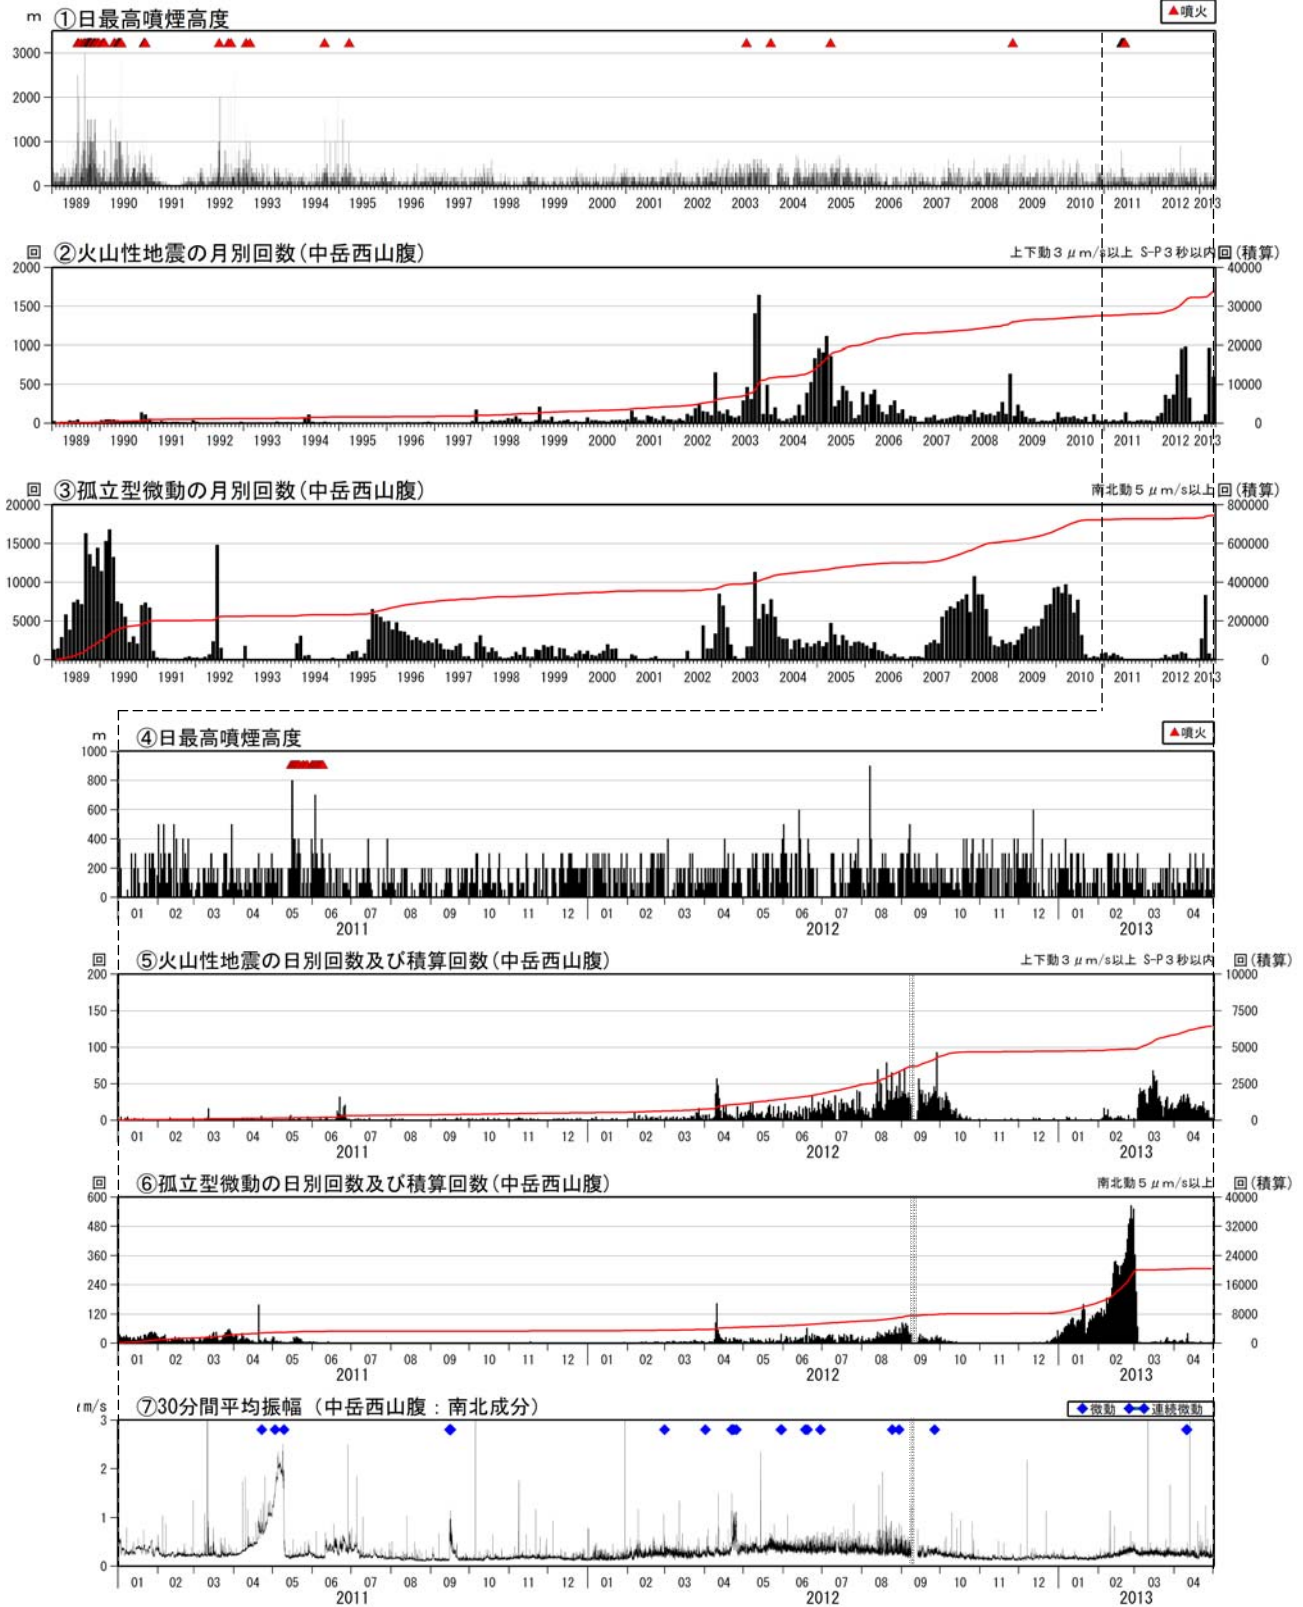 m ①日最高噴煙高度 ▲噴火
3000
2000
1000
0
1989 1990 1991 1992 1993 1994 1995 1996 1997 1998 1999 2000 2001 2002 2003 2004 2005 2006 2007 2008 2009 2010 2011 2012 2013
回 ②火山性地震の月別回数(中岳西山腹) 上下動3μm/s以上 S-P3秒以内 回(積算)
2000 40000
1500 30000
1000 20000
500 10000
0 0
1989 1990 1991 1992 1993 1994 1995 1996 1997 1998 1999 2000 2001 2002 2003 2004 2005 2006 2007 2008 2009 2010 2011 2012 2013
回 ③孤立型微動の月別回数(中岳西山腹) 南北動5μm/s以上 回(積算)
20000 800000
15000 600000
10000 400000
5000 200000
0 0
1989 1990 1991 1992 1993 1994 1995 1996 1997 1998 1999 2000 2001 2002 2003 2004 2005 2006 2007 2008 2009 2010 2011 2012 2013
m ④日最高噴煙高度 ▲噴火
1000
800
600
400
200
0
01 02 03 04 05 06 07 08 09 10 11 12 01 02 03 04 05 06 07 08 09 10 11 12 01 02 03 04
2011 2012 2013
回 ⑤火山性地震の日別回数及び積算回数(中岳西山腹) 上下動3μm/s以上 S-P3秒以内 回(積算)
200 10000
150 7500
100 5000
50 2500
0 0
01 02 03 04 05 06 07 08 09 10 11 12 01 02 03 04 05 06 07 08 09 10 11 12 01 02 03 04
2011 2012 2013
回 ⑥孤立型微動の日別回数及び積算回数(中岳西山腹) 南北動5μm/s以上 回(積算)
600 40000
480 32000
360 24000
240 16000
120 8000
0 0
01 02 03 04 05 06 07 08 09 10 11 12 01 02 03 04 05 06 07 08 09 10 11 12 01 02 03 04
2011 2012 2013
m/s ⑦30分間平均振幅(中岳西山腹:南北成分) ◆微動 ◆━◆連続微動
3
2
1
0
01 02 03 04 05 06 07 08 09 10 11 12 01 02 03 04 05 06 07 08 09 10 11 12 01 02 03 04
2011 2012 2013